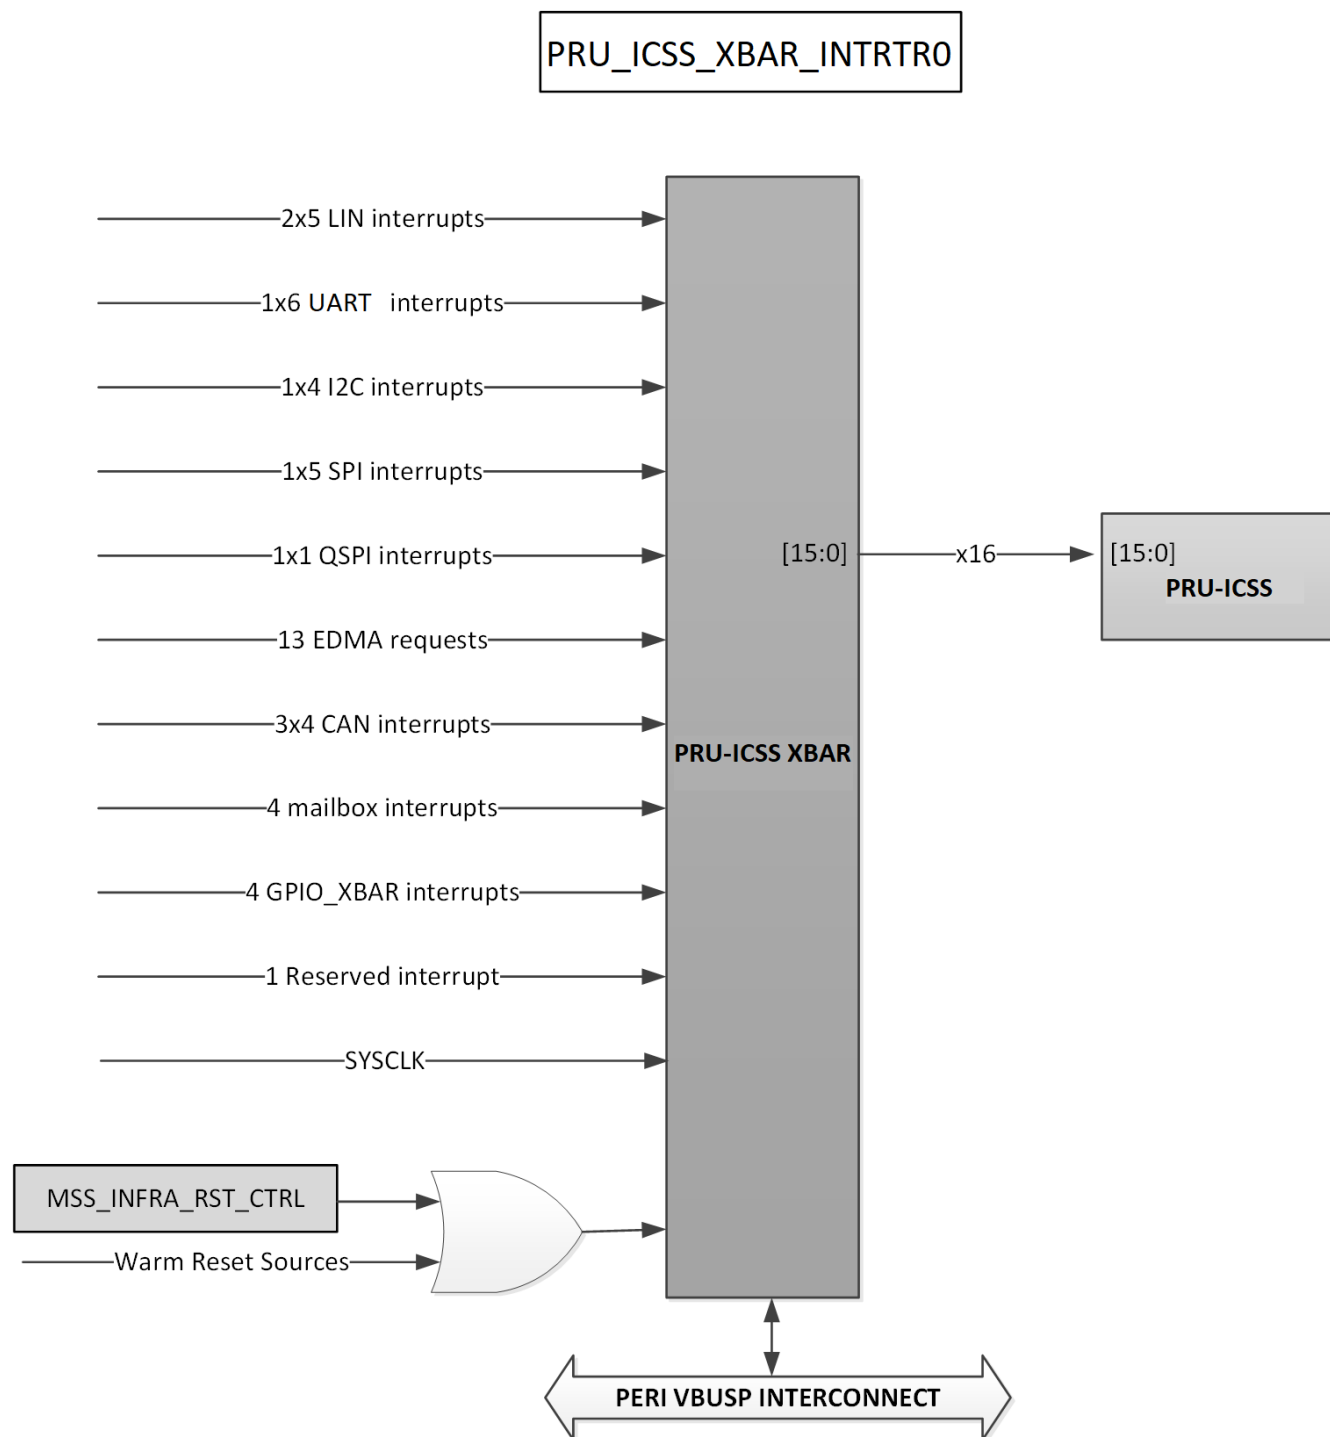 PRU_ICSS_XBAR_INTRTR0
2x5 LIN interrupts
1x6 UART interrupts
1x4 I2C interrupts
1x5 SPI interrupts
1x1 QSPI interrupts
[15:0]
x16
[15:0]
PRU-ICSS
13 EDMA requests
3x4 CAN interrupts
PRU-ICSS XBAR
4 mailbox interrupts
4 GPIO_XBAR interrupts
1 Reserved interrupt
SYSCLK
MSS_INFRA_RST_CTRL
Warm Reset Sources
PERI VBUSP INTERCONNECT